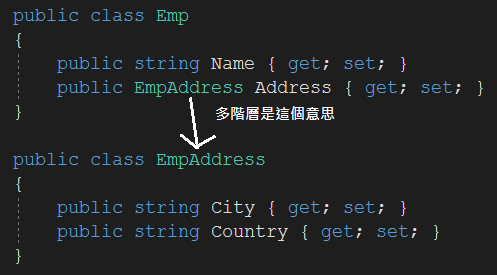 public class Emp
{
    public string Name { get; set; }
    public EmpAddress Address { get; set; }
}
多階層是這個意思
public class EmpAddress
{
    public string City { get; set; }
    public string Country { get; set; }
}